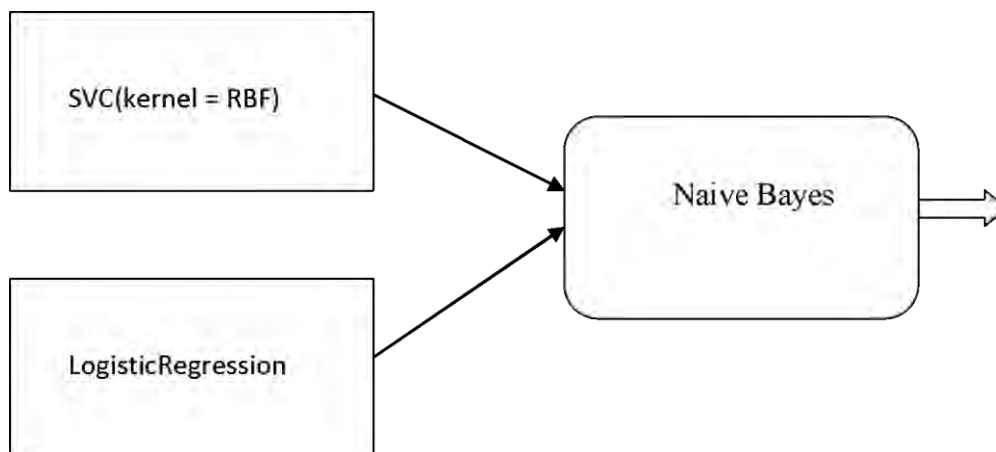 SVC(kernel = RBF)
Naive Bayes
LogisticRegression